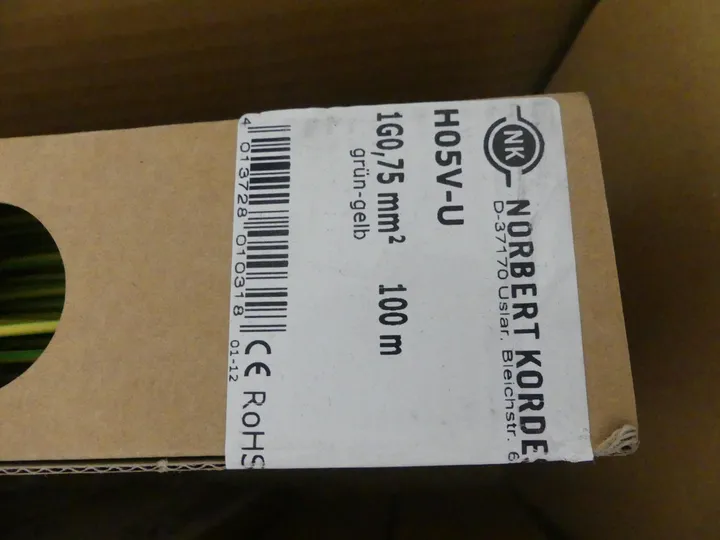 NK
NORBERT KORDES
D-37170 Uslar, Bleichstr. 6
H05V-U
1G0,75 mm² 100 m
grün-gelb
4 013728 010318
CE RoHS
01-12